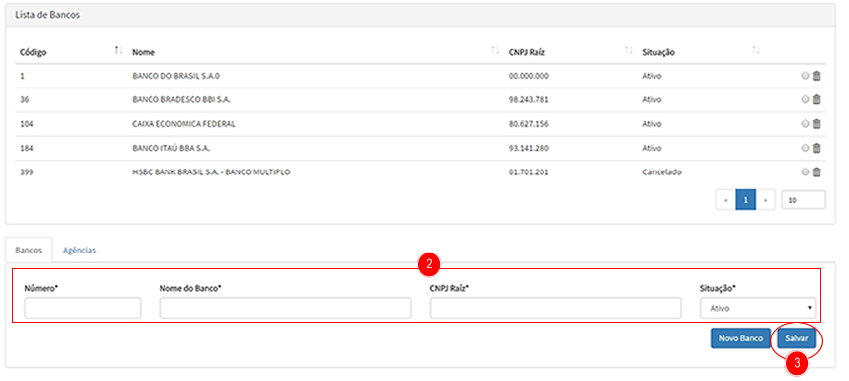 Lista de Bancos
Código Nome CNPJ Raíz Situação
1 BANCO DO BRASIL S.A.0 00.000.000 Ativo
36 BANCO BRADESCO BBI S.A. 98.243.781 Ativo
104 CAIXA ECONOMICA FEDERAL 80.627.156 Ativo
184 BANCO ITAÚ BBA S.A. 93.141.280 Ativo
399 HSBC BANK BRASIL S.A. - BANCO MULTIPLO 01.701.201 Cancelado
« 1 » 10
Bancos Agências
2
Número* Nome do Banco* CNPJ Raíz* Situação*
Ativo
Novo Banco Salvar
3